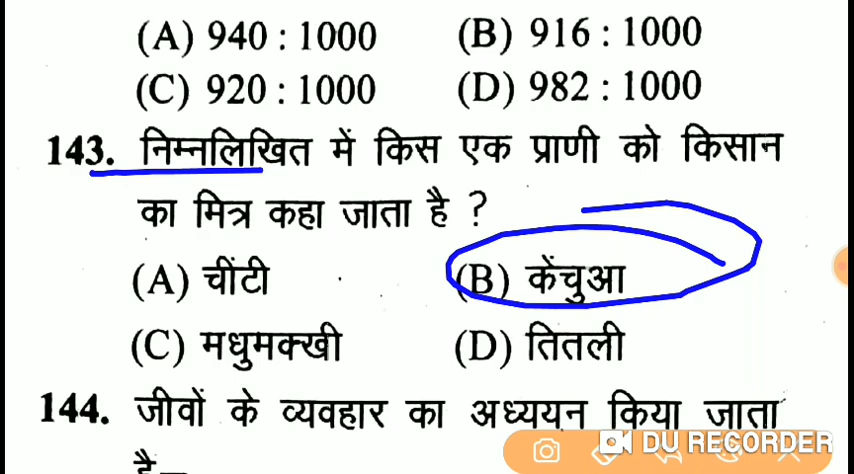 (A) 940 : 1000 (B) 916 : 1000
(C) 920 : 1000 (D) 982 : 1000
143. निम्नलिखित में किस एक प्राणी को किसान
का मित्र कहा जाता है ?
(A) चींटी (B) केंचुआ
(C) मधुमक्खी (D) तितली
144. जीवों के व्यवहार का अध्ययन किया जाता
है–
DU RECORDER